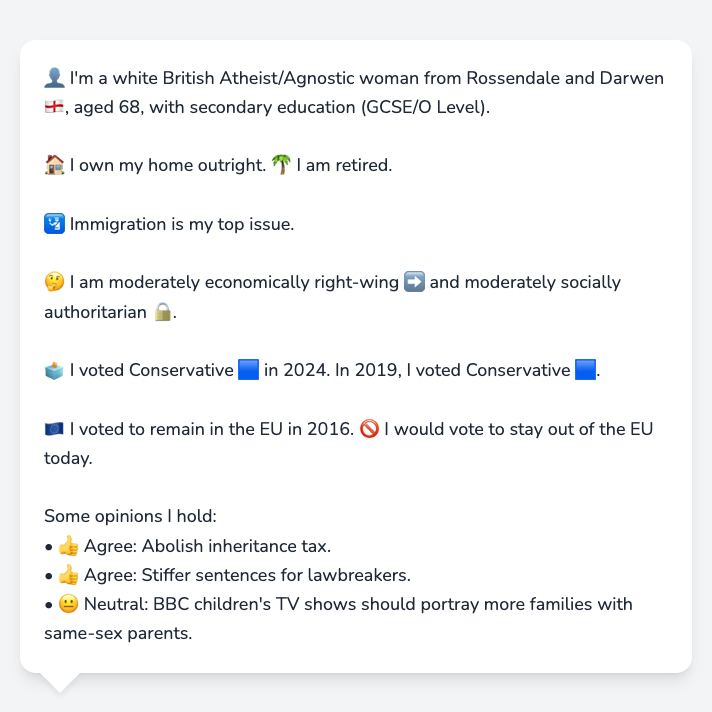 👤 I'm a white British Atheist/Agnostic woman from Rossendale and Darwen
🏴󠁧󠁢󠁥󠁮󠁧󠁿, aged 68, with secondary education (GCSE/O Level).
🏠 I own my home outright. 🌴 I am retired.
🛂 Immigration is my top issue.
🤔 I am moderately economically right-wing ➡️ and moderately socially
authoritarian 🔒.
🗳️ I voted Conservative 🟦 in 2024. In 2019, I voted Conservative 🟦.
🇪🇺 I voted to remain in the EU in 2016. 🚫 I would vote to stay out of the EU
today.
Some opinions I hold:
• 👍 Agree: Abolish inheritance tax.
• 👍 Agree: Stiffer sentences for lawbreakers.
• 😐 Neutral: BBC children's TV shows should portray more families with
same-sex parents.